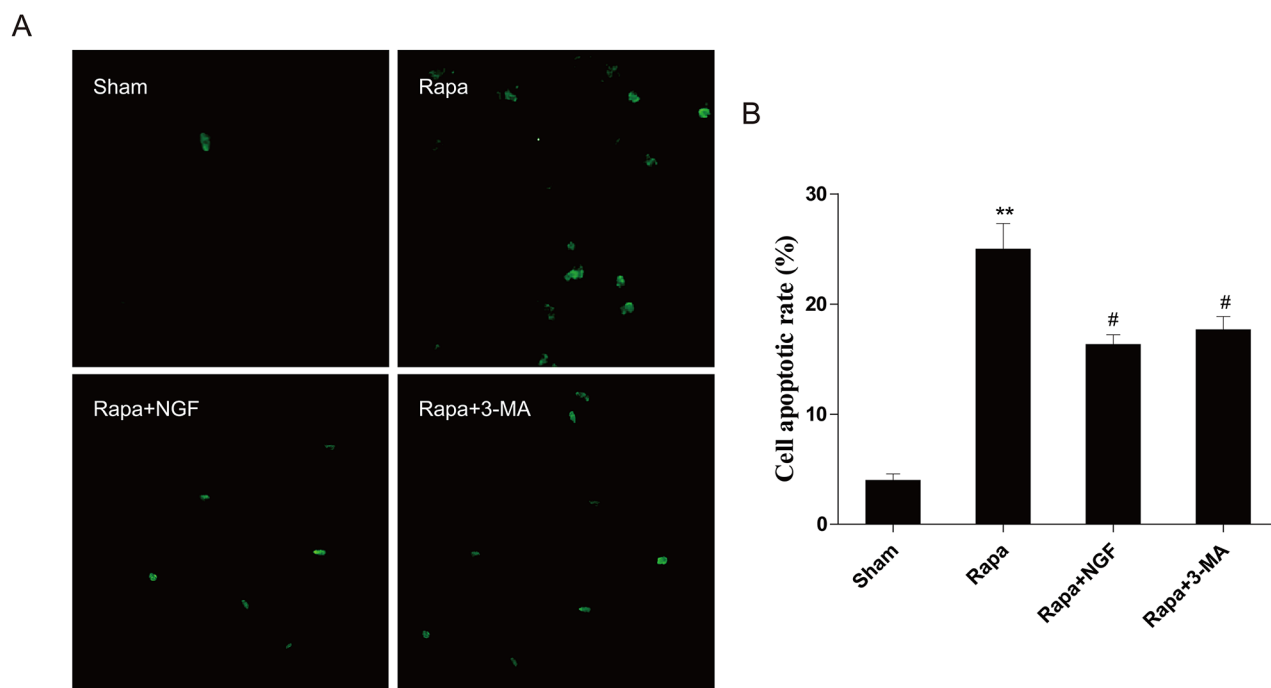 A
Sham
Rapa
Rapa+NGF
Rapa+3-MA
B
Cell apoptotic rate (%)
30
20
10
0
**
#
#
Sham
Rapa
Rapa+NGF
Rapa+3-MA